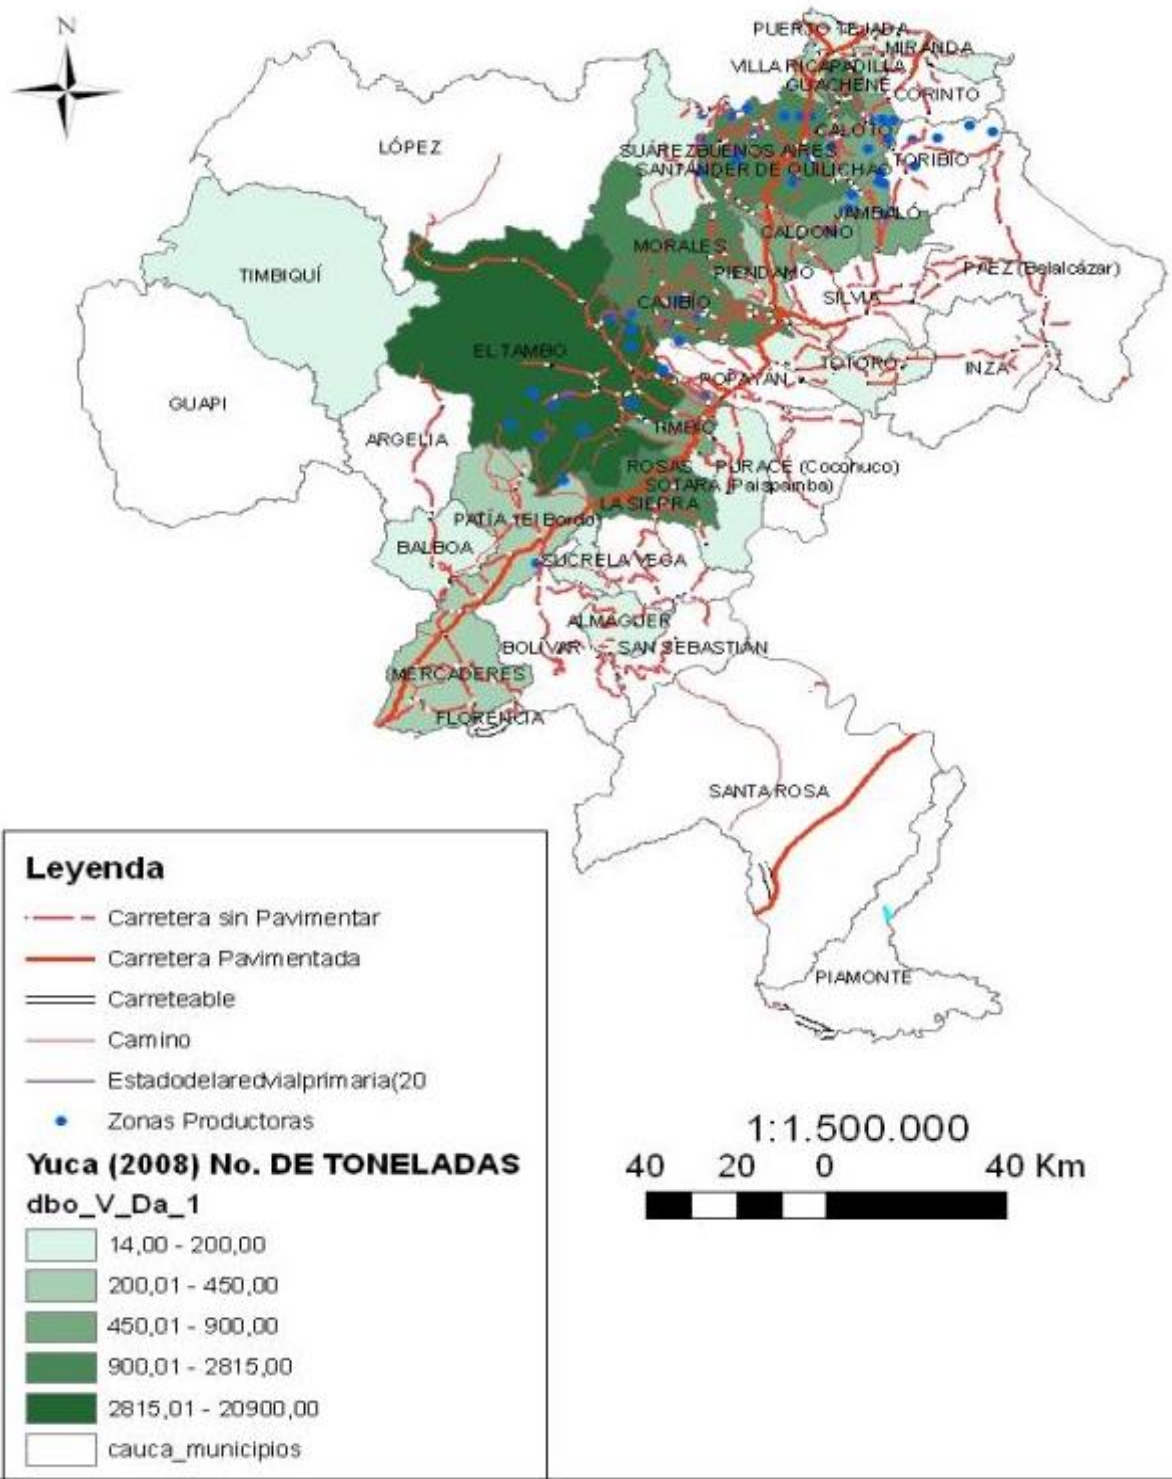 N
PUERTO TEJADA
MIRANDA
VILLA RICA PADILLA
GUACHENÉ
CORINTO
CALOTO
LÓPEZ
SUÁREZ BUENOS AIRES
TORIBIO
SANTANDER DE QUILICHAO
JAMBALÓ
CALDONO
MORALES
TIMBIQUÍ
PIENDAMÓ
PAEZ (Belalcázar)
CAJIBÍO
SILVIA
EL TAMBO
TOTORÓ
INZA
POPAYÁN
GUAPI
TIMBIO
ARGELIA
ROSAS
PURACÉ (Coconuco)
SOTARA (Paispamba)
LA SIERRA
PATÍA (El Bordo)
BALBOA
SUCRE LA VEGA
ALMAGUER
BOLÍVAR
SAN SEBASTIÁN
MERCADERES
FLORENCIA
SANTA ROSA
PIAMONTE
Leyenda
Carretera sin Pavimentar
Carretera Pavimentada
Carreteable
Camino
Estadodelaredvialprimaria(20
Zonas Productoras
Yuca (2008) No. DE TONELADAS
dbo_V_Da_1
14,00 - 200,00
200,01 - 450,00
450,01 - 900,00
900,01 - 2815,00
2815,01 - 20900,00
cauca_municipios
1:1.500.000
40 20 0 40 Km